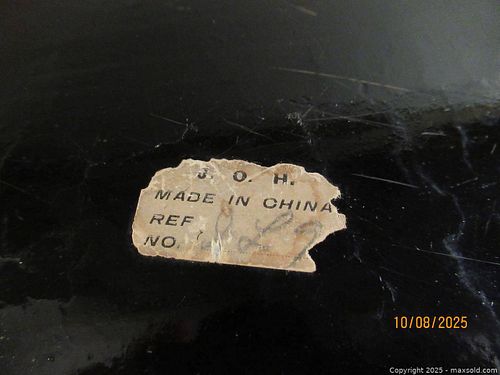 J. O. H.
MADE IN CHINA
REF
NO.
10/08/2025
Copyright 2025 - maxsold.com